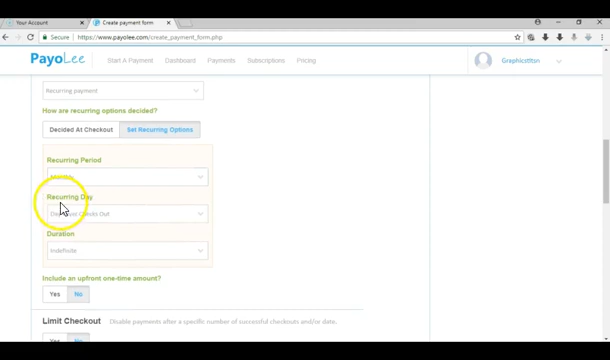 Your Account
Create payment form
Secure
https://www.payolee.com/create_payment_form.php
PayoLee
Start A Payment
Dashboard
Payments
Subscriptions
Pricing
Graphicstitsn
Recurring payment
How are recurring options decided?
Decided At Checkout
Set Recurring Options
Recurring Period
Monthly
Recurring Day
Day User Checks Out
Duration
Indefinite
Include an upfront one-time amount?
Yes
No
Limit Checkout
Disable payments after a specific number of successful checkouts and/or date.
Yes
No